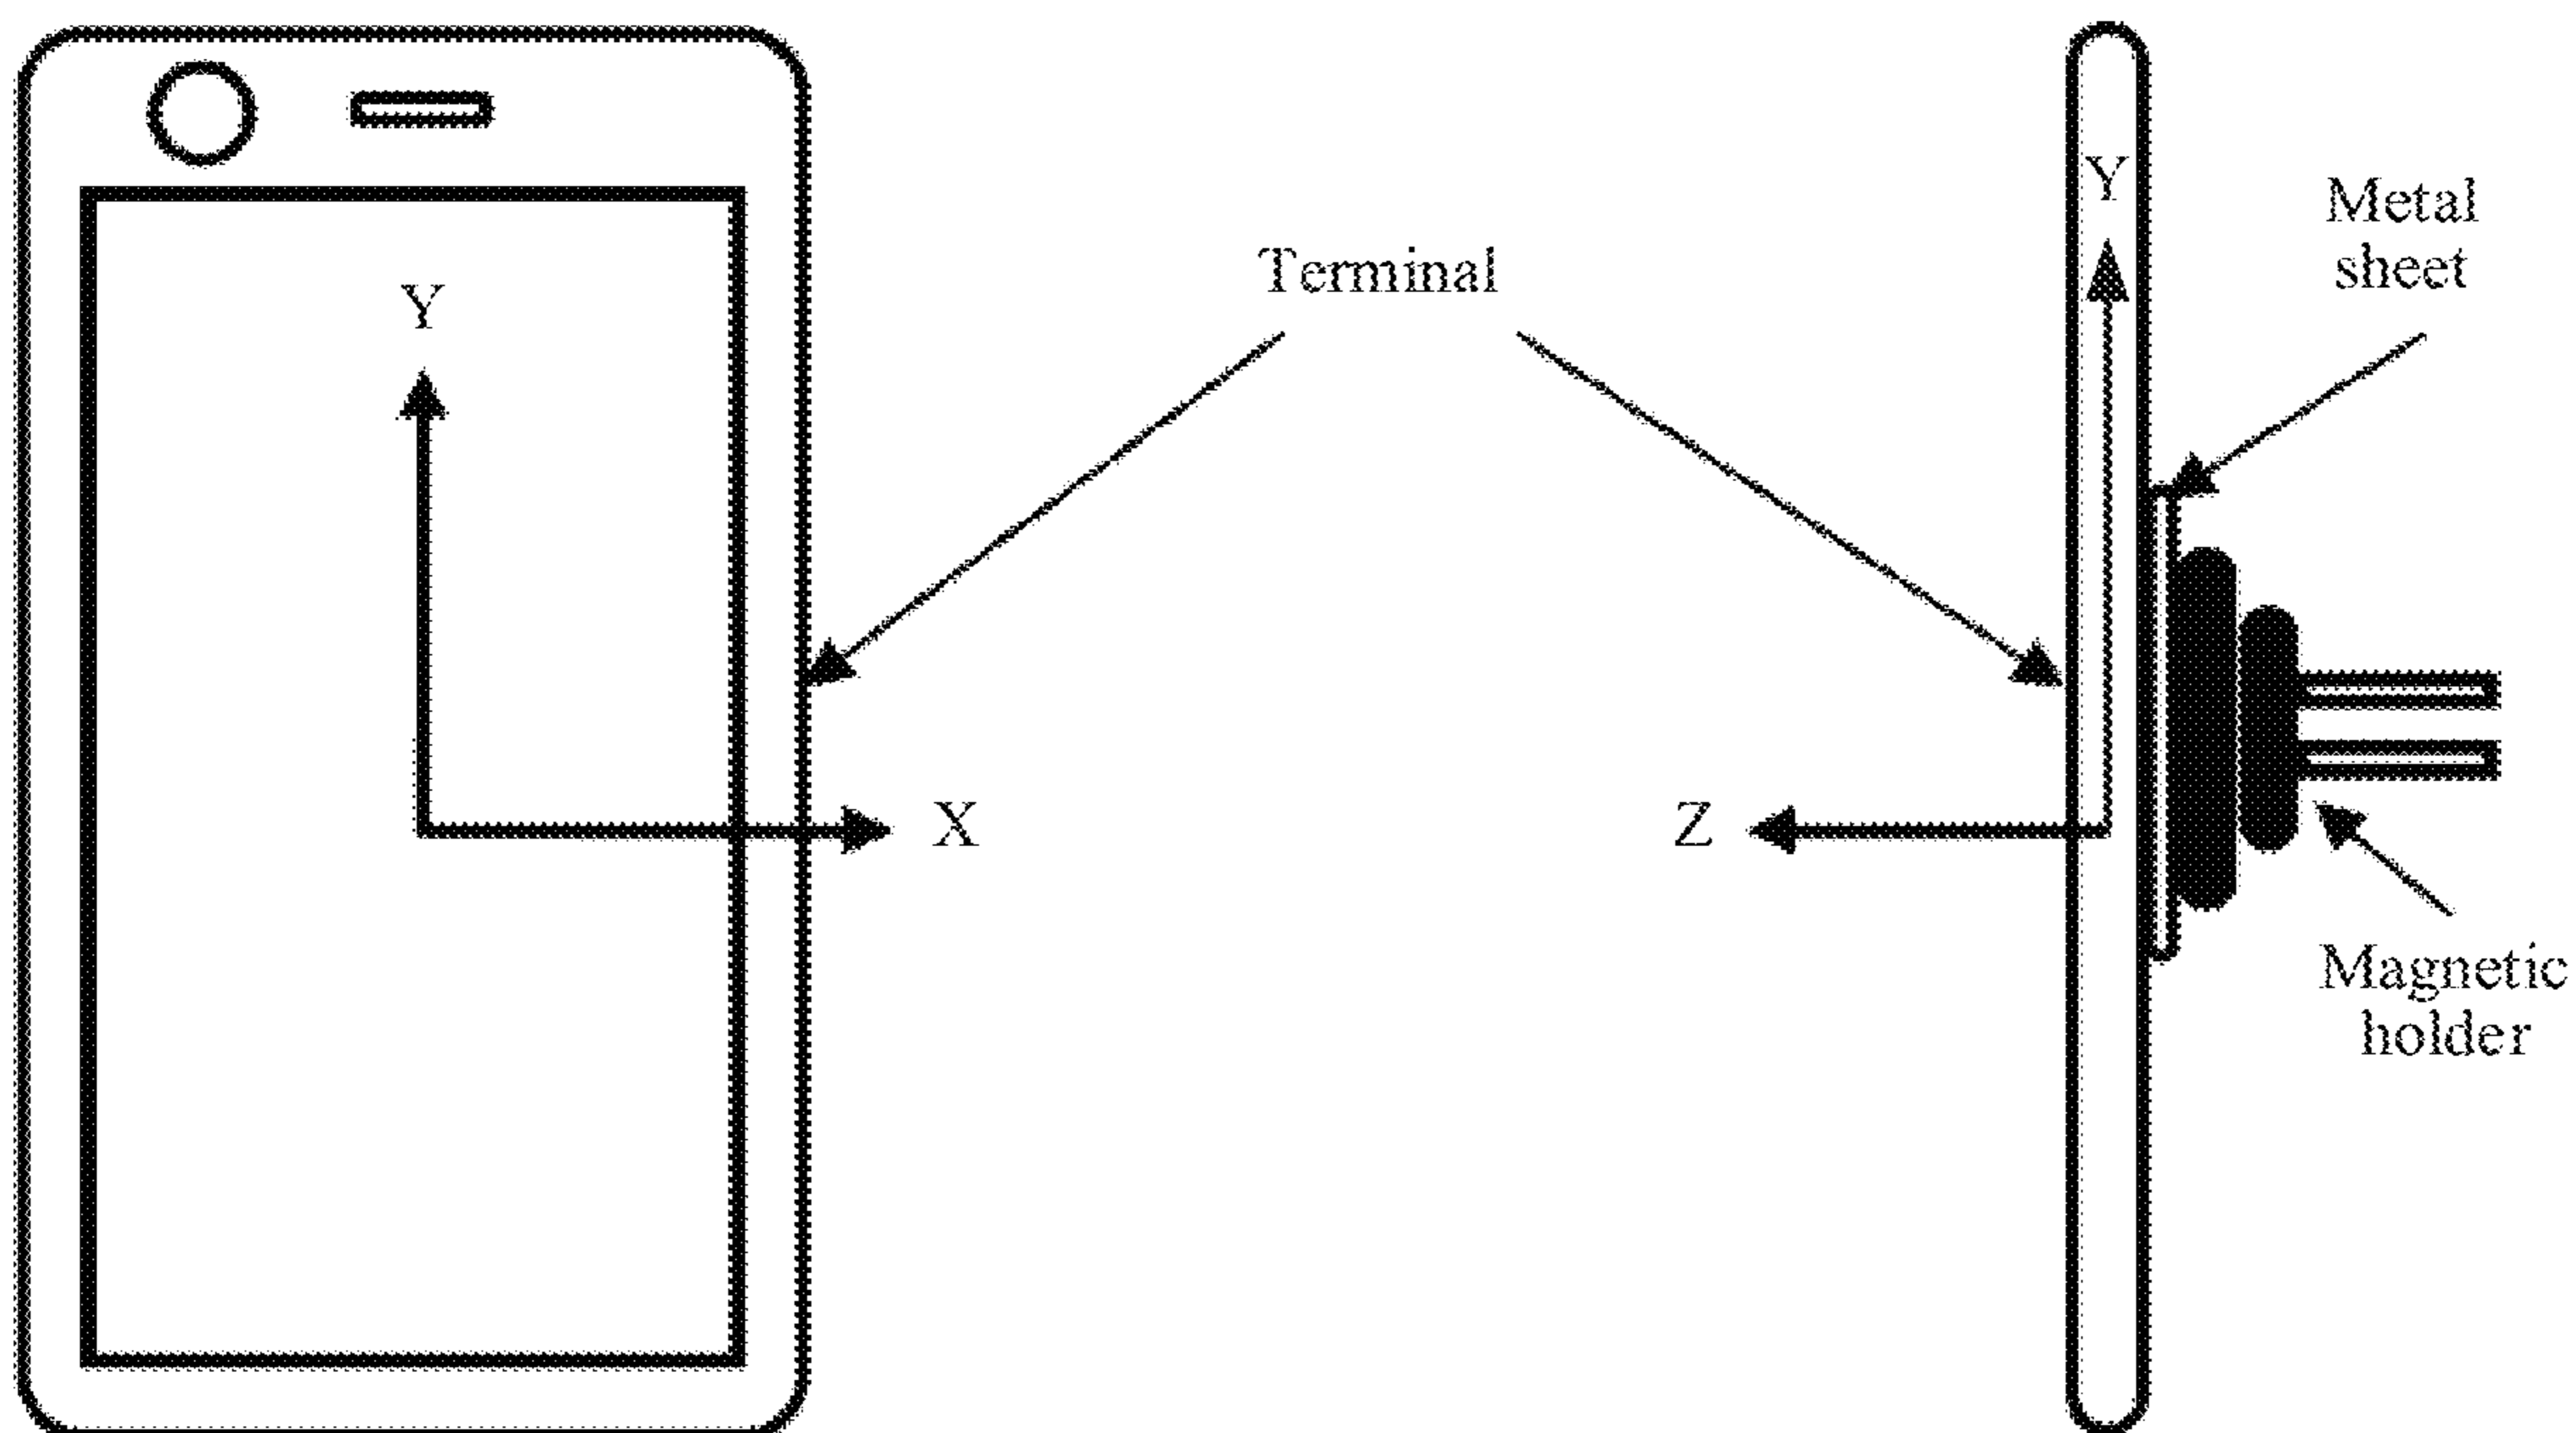 Y
X
Terminal
Y
Z
Metal
sheet
Magnetic
holder